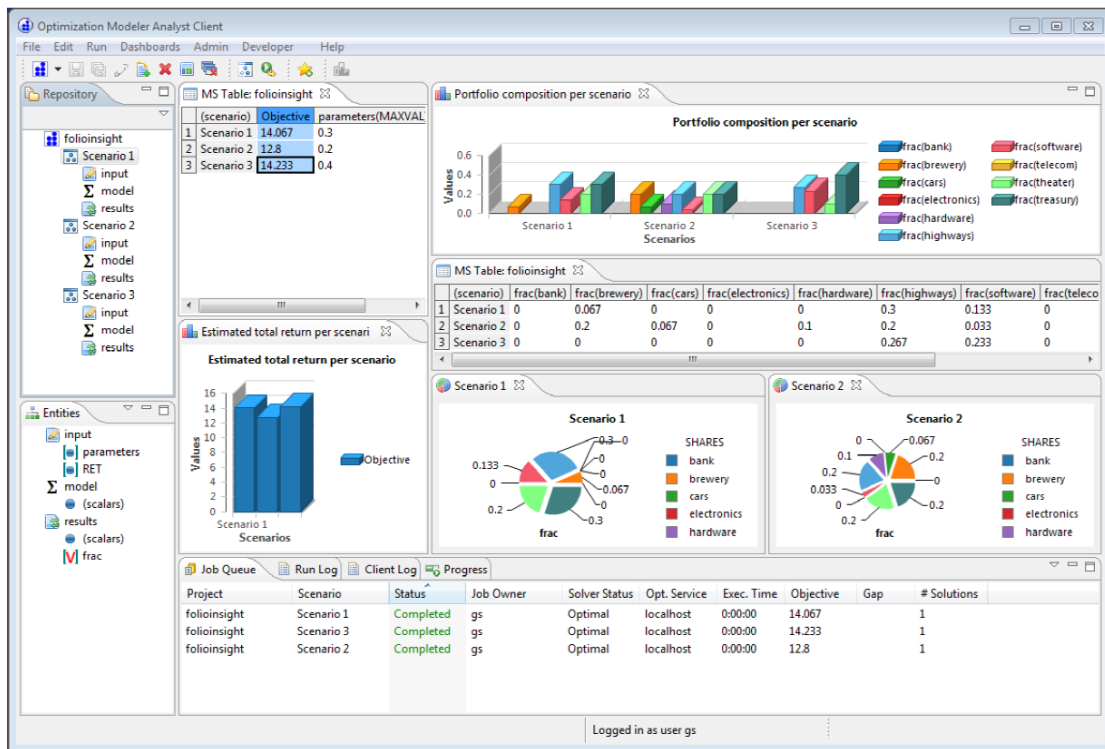 Optimization Modeler Analyst Client
File Edit Run Dashboards Admin Developer Help
Repository
folioinsight
Scenario 1
input
Σ model
results
Scenario 2
input
Σ model
results
Scenario 3
input
Σ model
results
Entities
input
parameters
RET
Σ model
(scalars)
results
(scalars)
frac
MS Table: folioinsight
(scenario) Objective parameters(MAXVAL
1 Scenario 1 14.067 0.3
2 Scenario 2 12.8 0.2
3 Scenario 3 14.233 0.4
Estimated total return per scenari
Estimated total return per scenario
16
14
12
10
8
6
4
2
0
Values
Scenario 1
Scenarios
Objective
Portfolio composition per scenario
Portfolio composition per scenario
0.6
0.4
0.2
0.0
Values
Scenario 1 Scenario 2 Scenario 3
Scenarios
frac(bank) frac(software)
frac(brewery) frac(telecom)
frac(cars) frac(theater)
frac(electronics) frac(treasury)
frac(hardware)
frac(highways)
MS Table: folioinsight
(scenario) frac(bank) frac(brewery) frac(cars) frac(electronics) frac(hardware) frac(highways) frac(software) frac(teleco
1 Scenario 1 0 0.067 0 0 0 0.3 0.133 0
2 Scenario 2 0 0.2 0.067 0 0.1 0.2 0.033 0
3 Scenario 3 0 0 0 0 0 0.267 0.233 0
Scenario 1
Scenario 1
0.3 0
0
0.133 0
0 0.067
0
0.2 0.3
frac
SHARES
bank
brewery
cars
electronics
hardware
Scenario 2
Scenario 2
0 0.067
0.1 0.2
0.2 0
0.033
0 0.2
0.2
frac
SHARES
bank
brewery
cars
electronics
hardware
Job Queue Run Log Client Log Progress
Project Scenario Status Job Owner Solver Status Opt. Service Exec. Time Objective Gap # Solutions
folioinsight Scenario 1 Completed gs Optimal localhost 0:00:00 14.067 1
folioinsight Scenario 3 Completed gs Optimal localhost 0:00:00 14.233 1
folioinsight Scenario 2 Completed gs Optimal localhost 0:00:00 12.8 1
Logged in as user gs